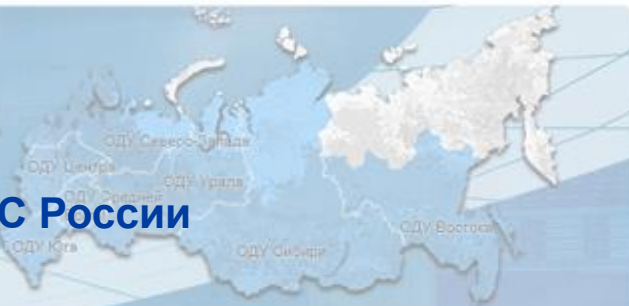 ОДУ Северо-Запада
ОДУ Центра
ОДУ Урала
ОДУ Средней
С России
ОДУ Юга
ОДУ Востока
ОДУ Сибири